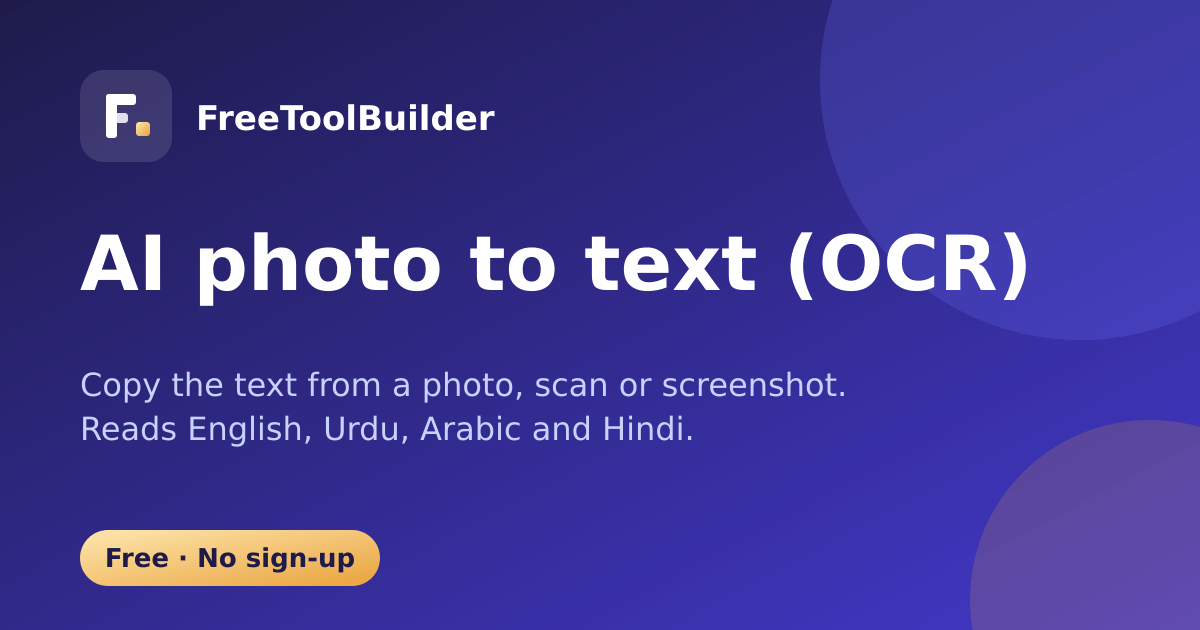 F.
FreeToolBuilder
AI photo to text (OCR)
Copy the text from a photo, scan or screenshot.
Reads English, Urdu, Arabic and Hindi.
Free · No sign-up